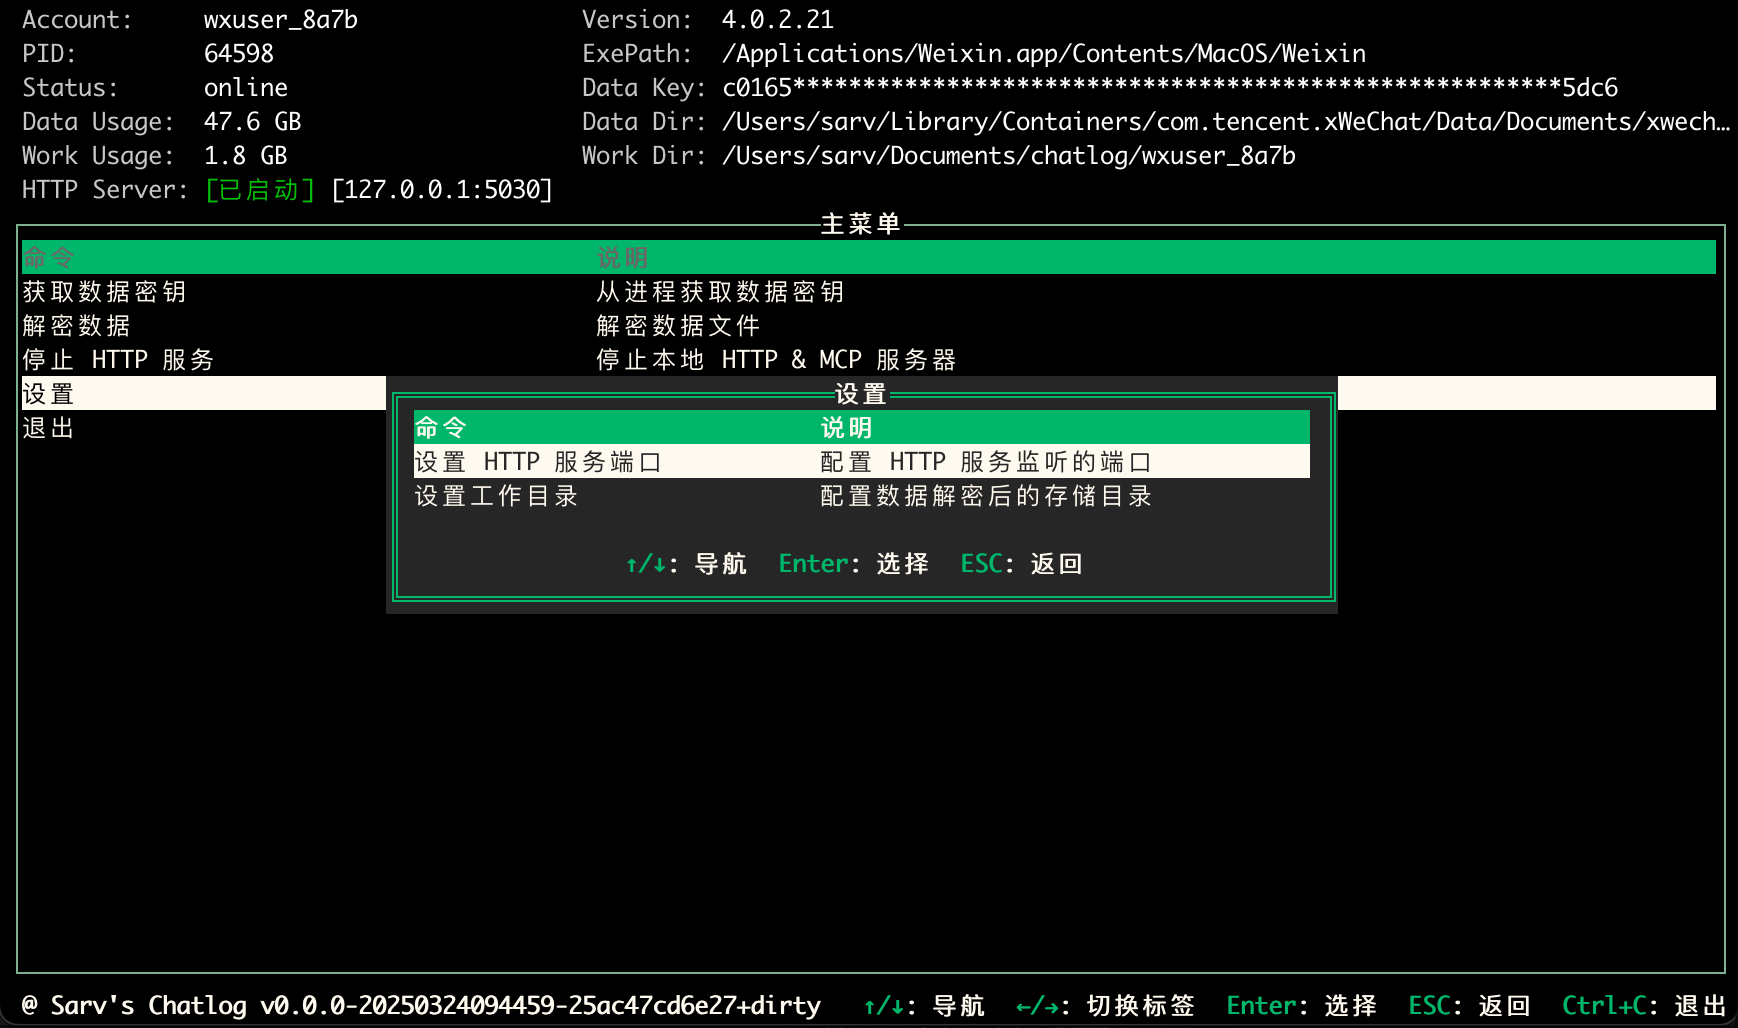 Account: wxuser_8a7b Version: 4.0.2.21
PID: 64598 ExePath: /Applications/Weixin.app/Contents/MacOS/Weixin
Status: online Data Key: c0165*******************************************************5dc6
Data Usage: 47.6 GB Data Dir: /Users/sarv/Library/Containers/com.tencent.xWeChat/Data/Documents/xwech…
Work Usage: 1.8 GB Work Dir: /Users/sarv/Documents/chatlog/wxuser_8a7b
HTTP Server: [已启动] [127.0.0.1:5030]
主菜单
命令 说明
获取数据密钥 从进程获取数据密钥
解密数据 解密数据文件
停止 HTTP 服务 停止本地 HTTP & MCP 服务器
设置
退出
设置
命令 说明
设置 HTTP 服务端口 配置 HTTP 服务监听的端口
设置工作目录 配置数据解密后的存储目录
↑/↓: 导航 Enter: 选择 ESC: 返回
@ Sarv's Chatlog v0.0.0-20250324094459-25ac47cd6e27+dirty ↑/↓: 导航 ←/→: 切换标签 Enter: 选择 ESC: 返回 Ctrl+C: 退出